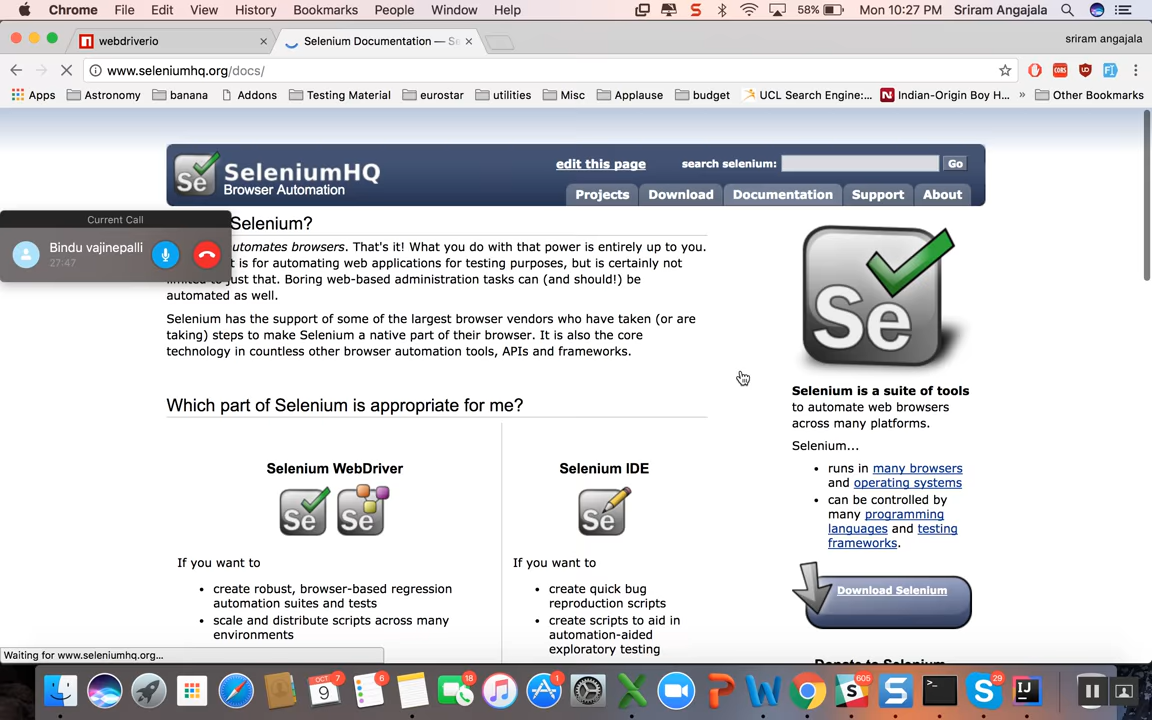 Chrome File Edit View History Bookmarks People Window Help 58% Mon 10:27 PM Sriram Angajala
webdriverio × Selenium Documentation — Se × sriram angajala
www.seleniumhq.org/docs/
Apps Astronomy banana Addons Testing Material eurostar utilities Misc Applause budget UCL Search Engine:... Indian-Origin Boy H... » Other Bookmarks
SeleniumHQ
Browser Automation
edit this page search selenium: Go
Projects Download Documentation Support About
Current Call
Bindu vajinepalli
27:47
Selenium?
automates browsers. That's it! What you do with that power is entirely up to you.
is for automating web applications for testing purposes, but is certainly not
just that. Boring web-based administration tasks can (and should!) be
automated as well.
Selenium has the support of some of the largest browser vendors who have taken (or are
taking) steps to make Selenium a native part of their browser. It is also the core
technology in countless other browser automation tools, APIs and frameworks.
Which part of Selenium is appropriate for me?
Selenium WebDriver
Se Se
If you want to
• create robust, browser-based regression
automation suites and tests
• scale and distribute scripts across many
environments
Selenium IDE
Se
If you want to
• create quick bug
reproduction scripts
• create scripts to aid in
automation-aided
exploratory testing
Se
Selenium is a suite of tools
to automate web browsers
across many platforms.
Selenium...
• runs in many browsers
and operating systems
• can be controlled by
many programming
languages and testing
frameworks.
Download Selenium
Donate to Selenium
Waiting for www.seleniumhq.org...
OCT 9 7 6 18 1 605 29